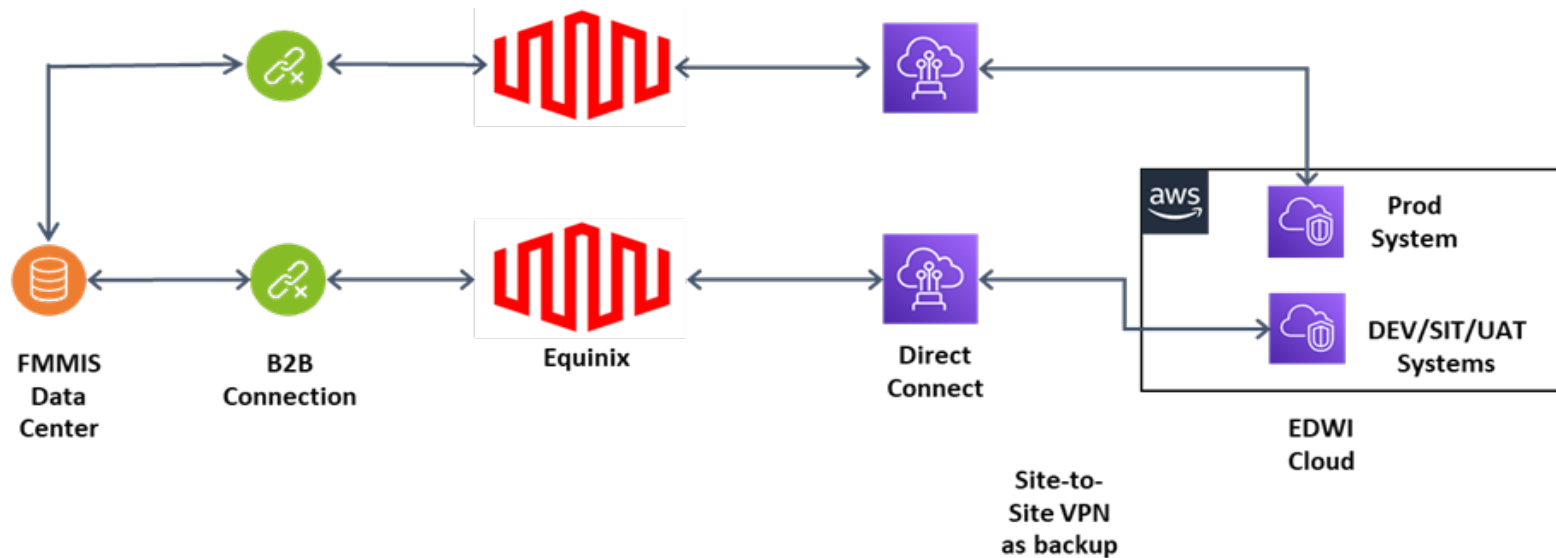 aws
Prod
System
DEV/SIT/UAT
Systems
FMMIS
Data
Center
B2B
Connection
Equinix
Direct
Connect
EDWI
Cloud
Site-to-
Site VPN
as backup